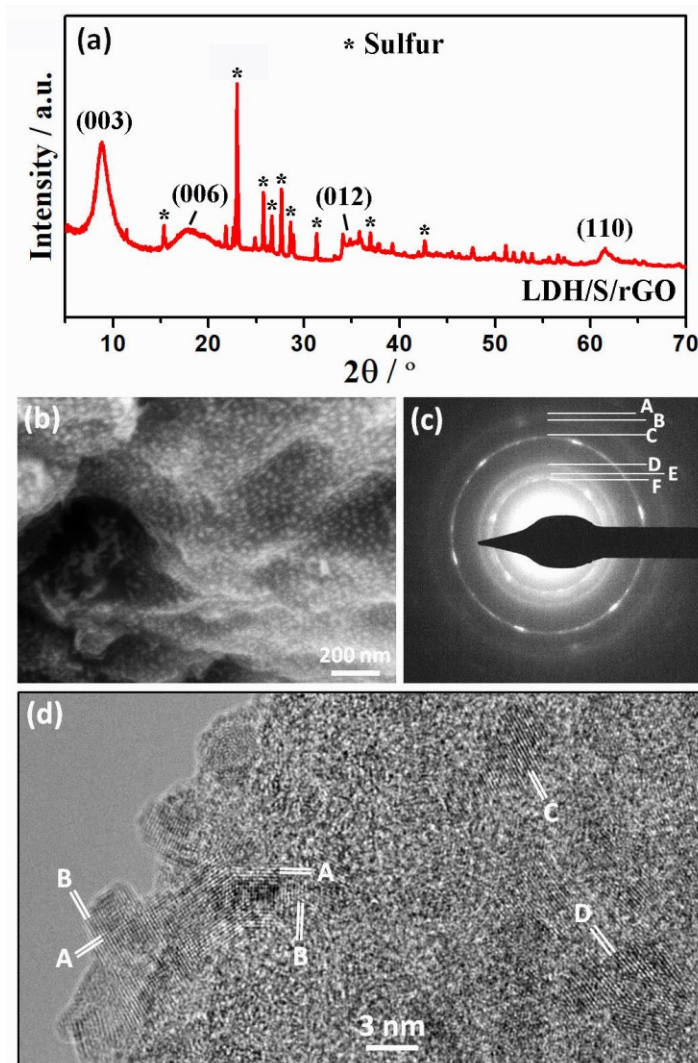 (a)
* Sulfur
Intensity / a.u.
(003)
(006)
(012)
(110)
*
*
*
*
*
*
*
*
*
LDH/S/rGO
10 20 30 40 50 60 70
2θ / °
(b)
200 nm
(c)
A
B
C
D
E
F
(d)
B
A
A
B
C
D
3 nm